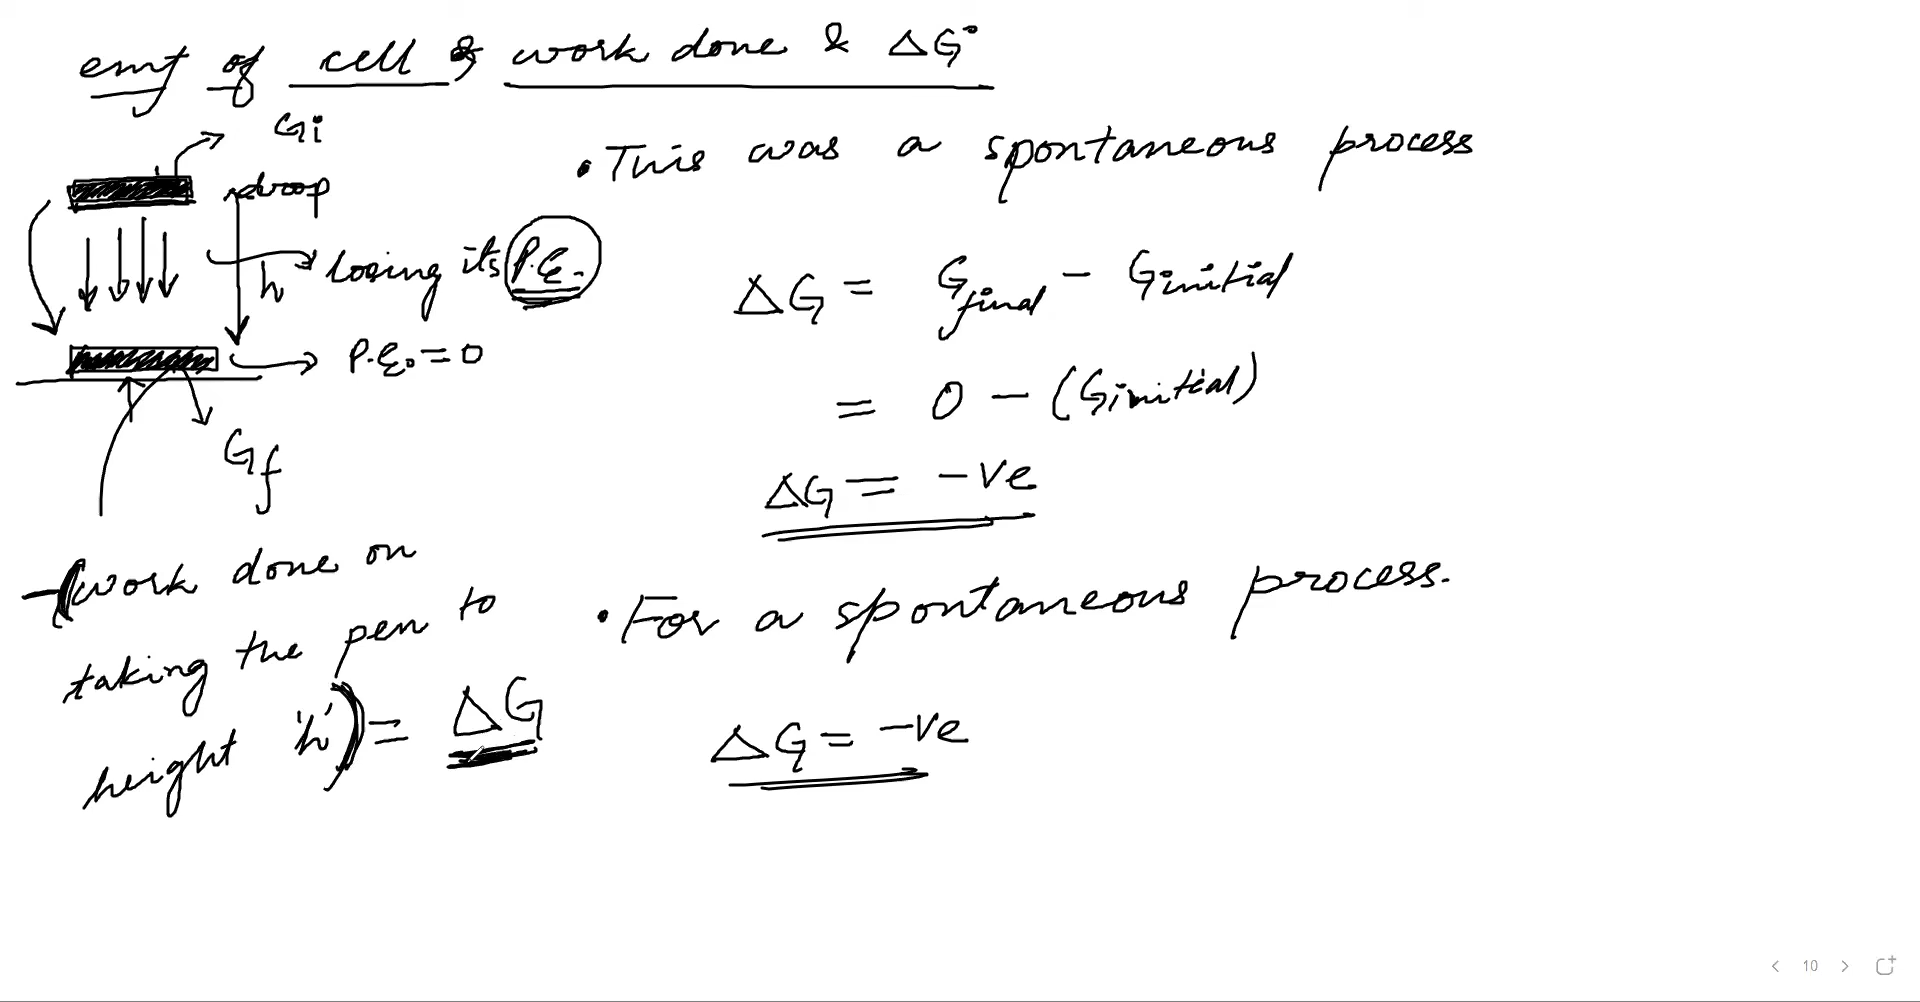 emf of cell & work done & ΔG°
Gi
drop
h
losing its P.E.
P.E. = 0
Gf
-(work done on
taking the pen to
height 'h') = ΔG
• This was a spontaneous process
ΔG = Gfinal - Ginitial
= 0 - (Ginitial)
ΔG = -ve
• For a spontaneous process.
ΔG = -ve
10